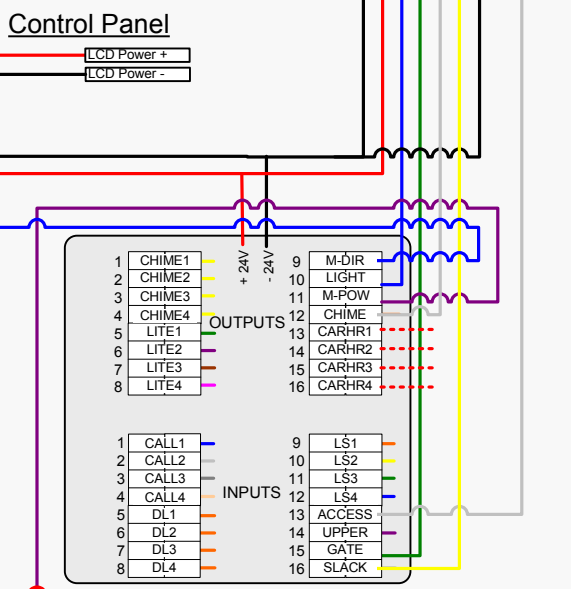 Control Panel
LCD Power +
LCD Power -
+ 24V
- 24V
1 CHIME1
2 CHIME2
3 CHIME3
4 CHIME4
5 LITE1
6 LITE2
7 LITE3
8 LITE4
OUTPUTS
9 M-DIR
10 LIGHT
11 M-POW
12 CHIME
13 CARHR1
14 CARHR2
15 CARHR3
16 CARHR4
1 CALL1
2 CALL2
3 CALL3
4 CALL4
5 DL1
6 DL2
7 DL3
8 DL4
INPUTS
9 LS1
10 LS2
11 LS3
12 LS4
13 ACCESS
14 UPPER
15 GATE
16 SLACK